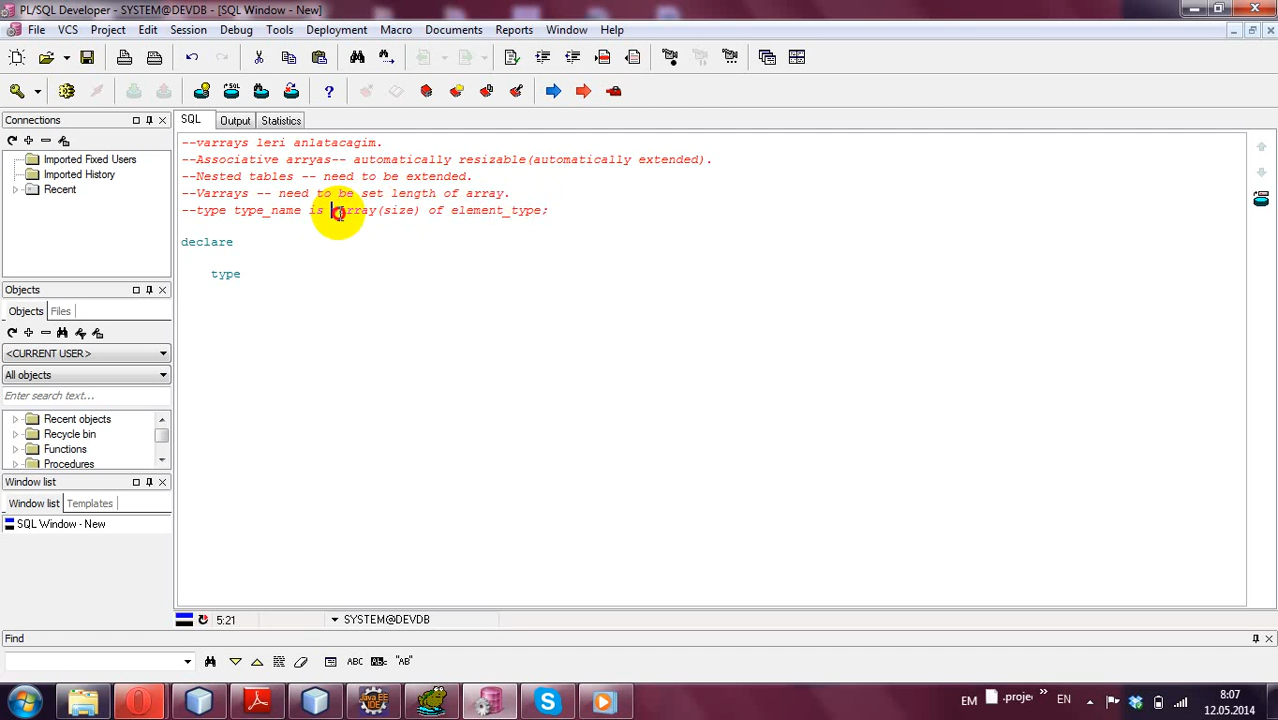 PL/SQL Developer - SYSTEM@DEVDB - [SQL Window - New]
File VCS Project Edit Session Debug Tools Deployment Macro Documents Reports Window Help
Connections
Imported Fixed Users
Imported History
Recent
Objects
Objects Files
<CURRENT USER>
All objects
Enter search text...
Recent objects
Recycle bin
Functions
Procedures
Window list
Window list Templates
SQL Window - New
SQL Output Statistics
--varrays leri anlatacagim.
--Associative arryas-- automatically resizable(automatically extended).
--Nested tables -- need to be extended.
--Varrays -- need to be set length of array.
--type type_name is varray(size) of element_type;
declare
type
5:21 SYSTEM@DEVDB
Find
ABC "AB"
EM .projec EN 8:07
12.05.2014